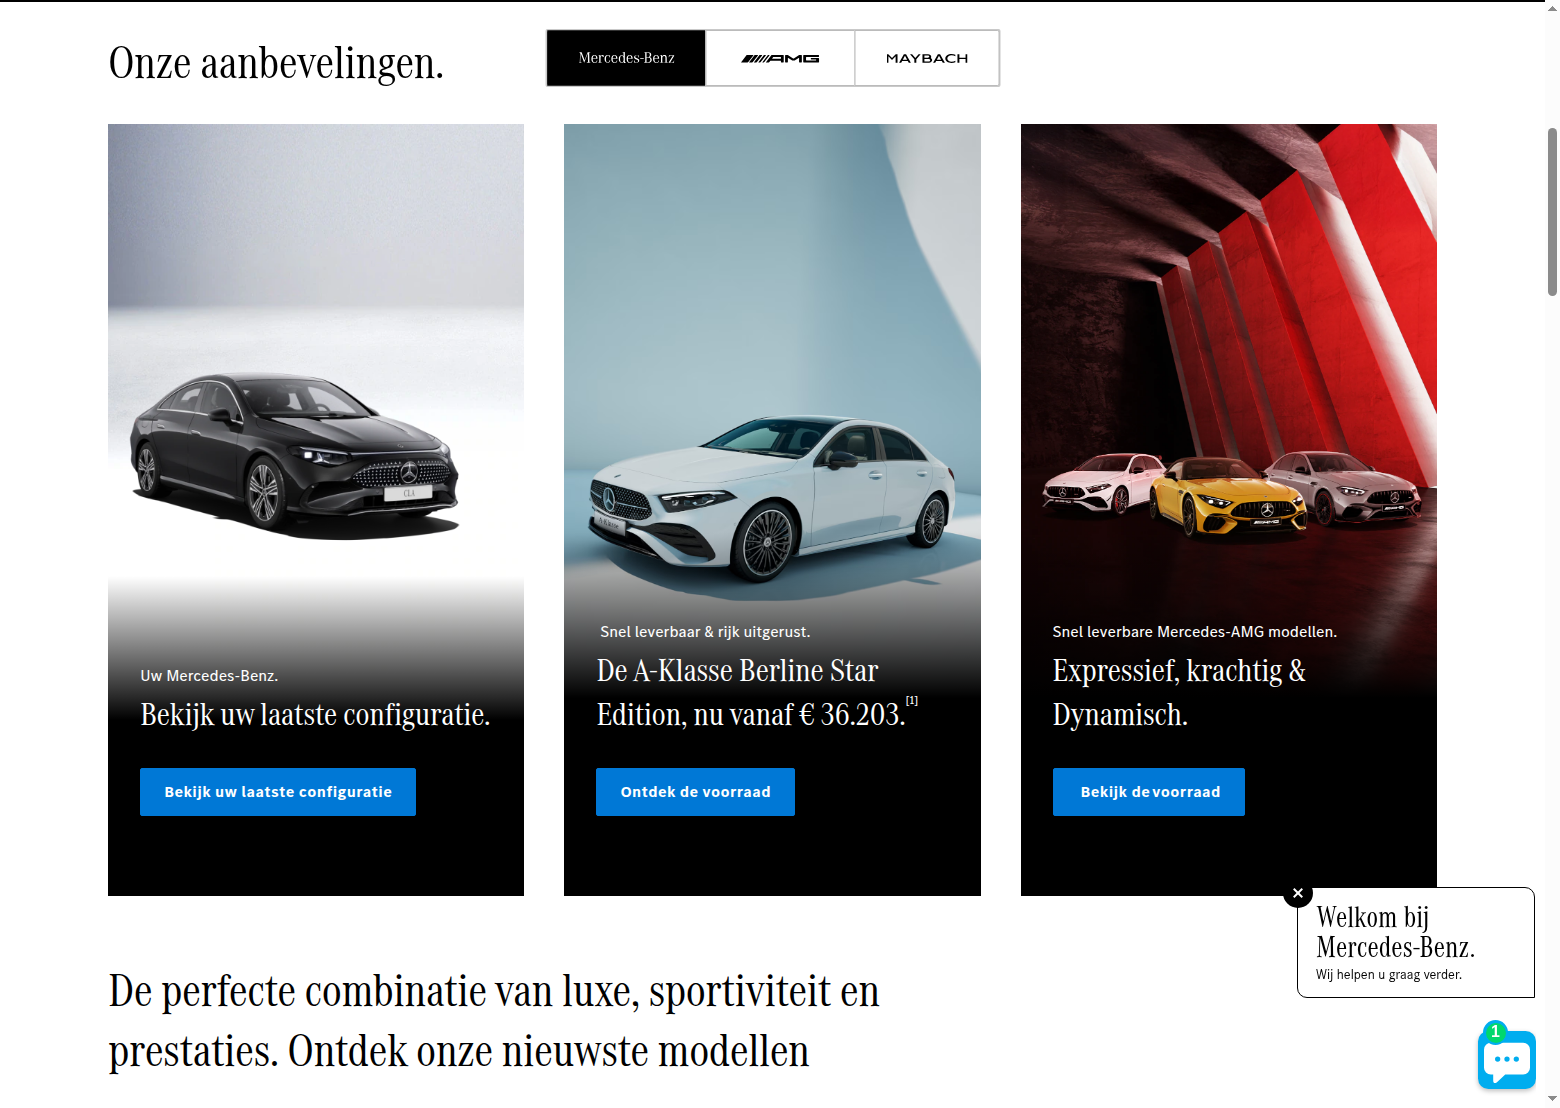 Onze aanbevelingen.
Mercedes-Benz
AMG
MAYBACH
CLA
Uw Mercedes-Benz.
Bekijk uw laatste configuratie.
Bekijk uw laatste configuratie
A-Klasse
Snel leverbaar & rijk uitgerust.
De A-Klasse Berline Star
Edition, nu vanaf € 36.203.[1]
Ontdek de voorraad
AMG
Snel leverbare Mercedes-AMG modellen.
Expressief, krachtig &
Dynamisch.
Bekijk de voorraad
Welkom bij
Mercedes-Benz.
Wij helpen u graag verder.
1
De perfecte combinatie van luxe, sportiviteit en
prestaties. Ontdek onze nieuwste modellen